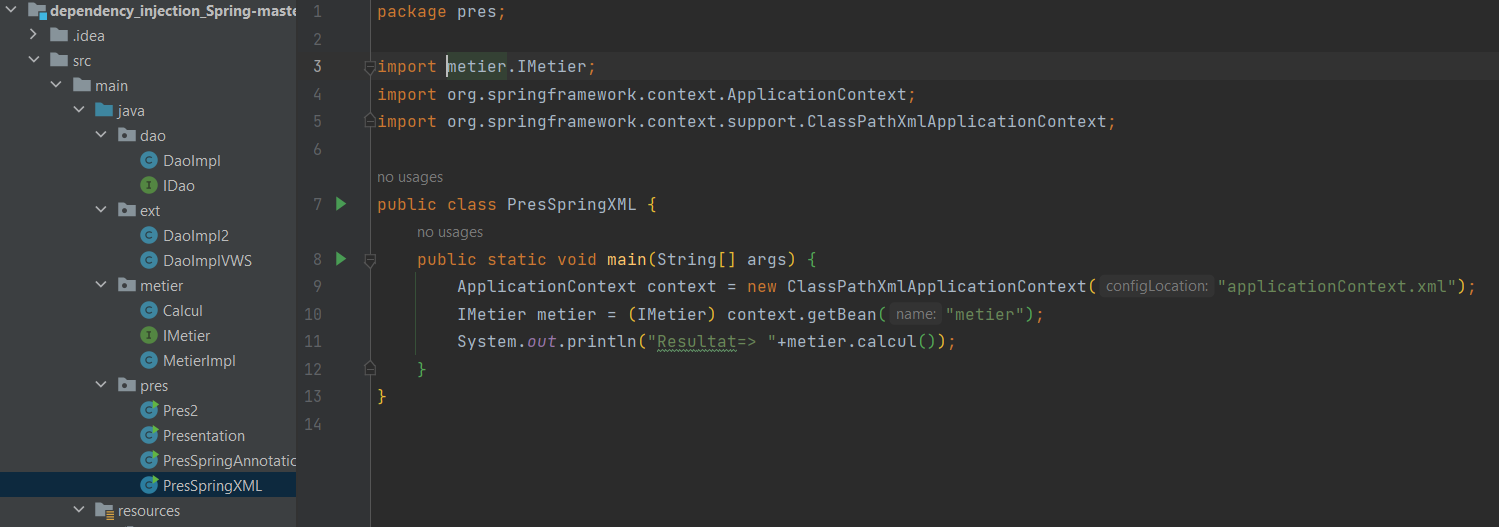 dependency_injection_Spring-maste
.idea
src
main
java
dao
DaoImpl
IDao
ext
DaoImpl2
DaoImplVWS
metier
Calcul
IMetier
MetierImpl
pres
Pres2
Presentation
PresSpringAnnotatio
PresSpringXML
resources
1 package pres;
2
3 import metier.IMetier;
4 import org.springframework.context.ApplicationContext;
5 import org.springframework.context.support.ClassPathXmlApplicationContext;
6
no usages
7 public class PresSpringXML {
no usages
8 public static void main(String[] args) {
9 ApplicationContext context = new ClassPathXmlApplicationContext( configLocation: "applicationContext.xml");
10 IMetier metier = (IMetier) context.getBean( name: "metier");
11 System.out.println("Resultat=> "+metier.calcul());
12 }
13 }
14